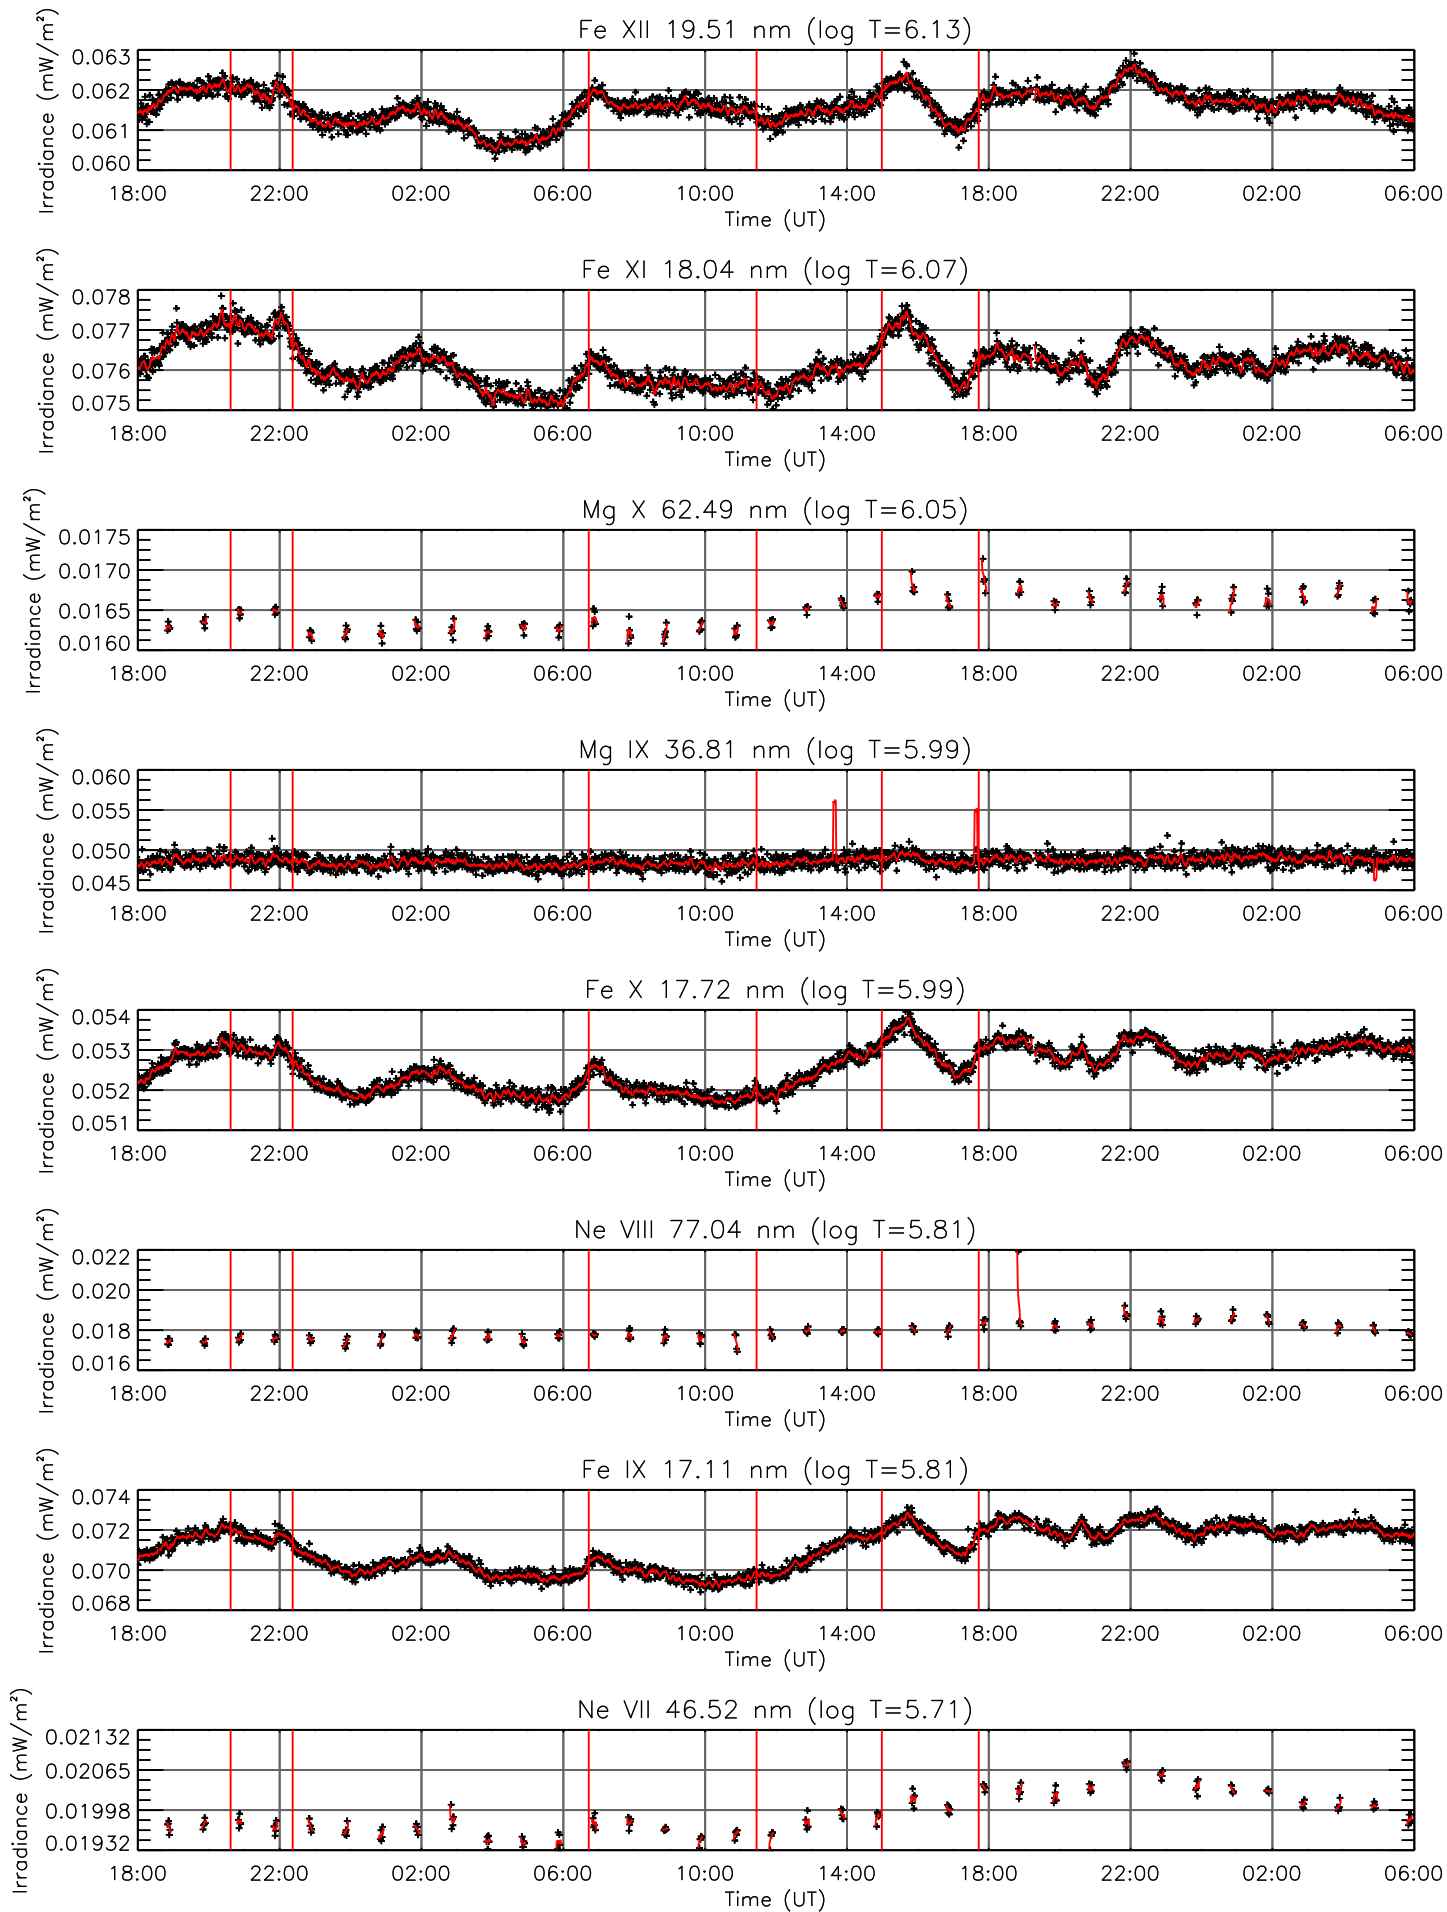 Fe XII 19.51 nm (log T=6.13)
Irradiance (mW/m²)
0.063
0.062
0.061
0.060
18:00 22:00 02:00 06:00 10:00 14:00 18:00 22:00 02:00 06:00
Time (UT)
Fe XI 18.04 nm (log T=6.07)
Irradiance (mW/m²)
0.078
0.077
0.076
0.075
18:00 22:00 02:00 06:00 10:00 14:00 18:00 22:00 02:00 06:00
Time (UT)
Mg X 62.49 nm (log T=6.05)
Irradiance (mW/m²)
0.0175
0.0170
0.0165
0.0160
18:00 22:00 02:00 06:00 10:00 14:00 18:00 22:00 02:00 06:00
Time (UT)
Mg IX 36.81 nm (log T=5.99)
Irradiance (mW/m²)
0.060
0.055
0.050
0.045
18:00 22:00 02:00 06:00 10:00 14:00 18:00 22:00 02:00 06:00
Time (UT)
Fe X 17.72 nm (log T=5.99)
Irradiance (mW/m²)
0.054
0.053
0.052
0.051
18:00 22:00 02:00 06:00 10:00 14:00 18:00 22:00 02:00 06:00
Time (UT)
Ne VIII 77.04 nm (log T=5.81)
Irradiance (mW/m²)
0.022
0.020
0.018
0.016
18:00 22:00 02:00 06:00 10:00 14:00 18:00 22:00 02:00 06:00
Time (UT)
Fe IX 17.11 nm (log T=5.81)
Irradiance (mW/m²)
0.074
0.072
0.070
0.068
18:00 22:00 02:00 06:00 10:00 14:00 18:00 22:00 02:00 06:00
Time (UT)
Ne VII 46.52 nm (log T=5.71)
Irradiance (mW/m²)
0.02132
0.02065
0.01998
0.01932
18:00 22:00 02:00 06:00 10:00 14:00 18:00 22:00 02:00 06:00
Time (UT)